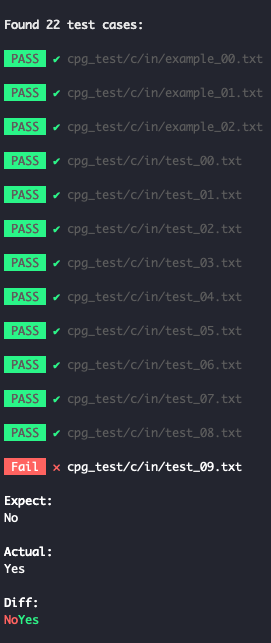 Found 22 test cases:
PASS ✔ cpg_test/c/in/example_00.txt
PASS ✔ cpg_test/c/in/example_01.txt
PASS ✔ cpg_test/c/in/example_02.txt
PASS ✔ cpg_test/c/in/test_00.txt
PASS ✔ cpg_test/c/in/test_01.txt
PASS ✔ cpg_test/c/in/test_02.txt
PASS ✔ cpg_test/c/in/test_03.txt
PASS ✔ cpg_test/c/in/test_04.txt
PASS ✔ cpg_test/c/in/test_05.txt
PASS ✔ cpg_test/c/in/test_06.txt
PASS ✔ cpg_test/c/in/test_07.txt
PASS ✔ cpg_test/c/in/test_08.txt
Fail ✕ cpg_test/c/in/test_09.txt
Expect:
No
Actual:
Yes
Diff:
NoYes